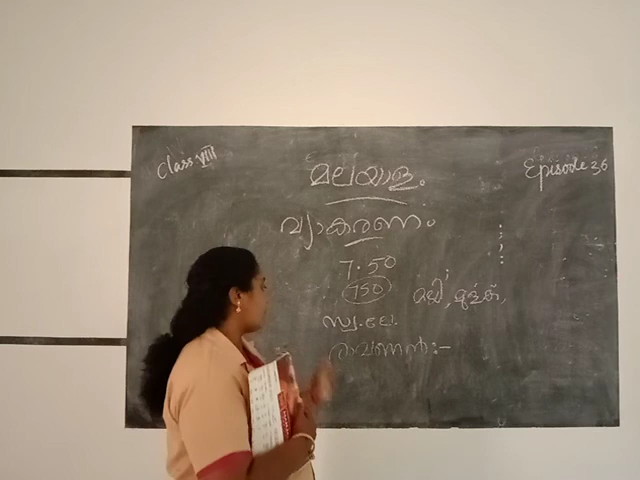 Class VIII
Episode 36
മലയാളം
വ്യാകരണം
7.50
750
സ്വ.ലേ.
രാവണൻ:-